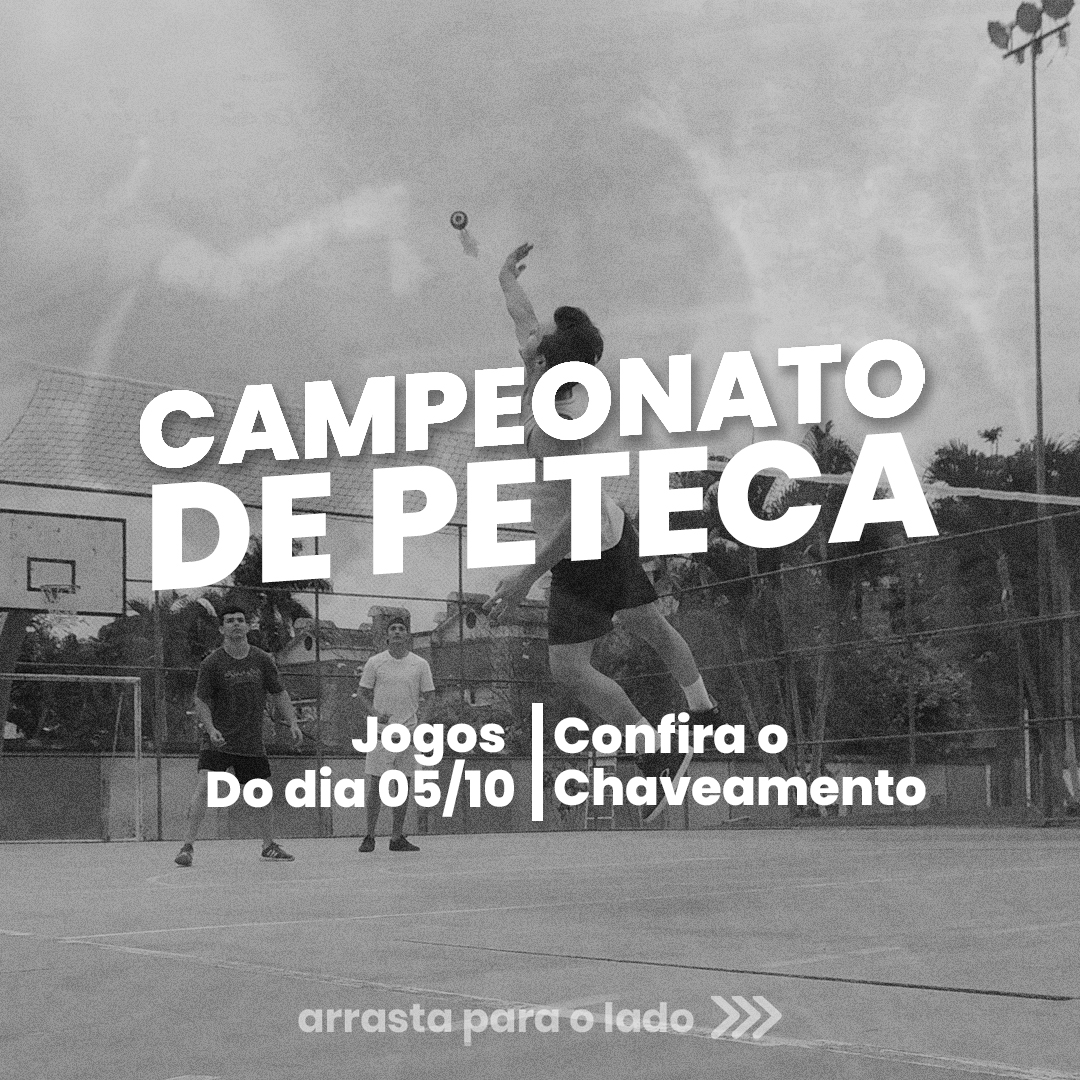 CAMPEONATO
DE PETECA
Jogos
Do dia 05/10
Confira o
Chaveamento
arrasta para o lado